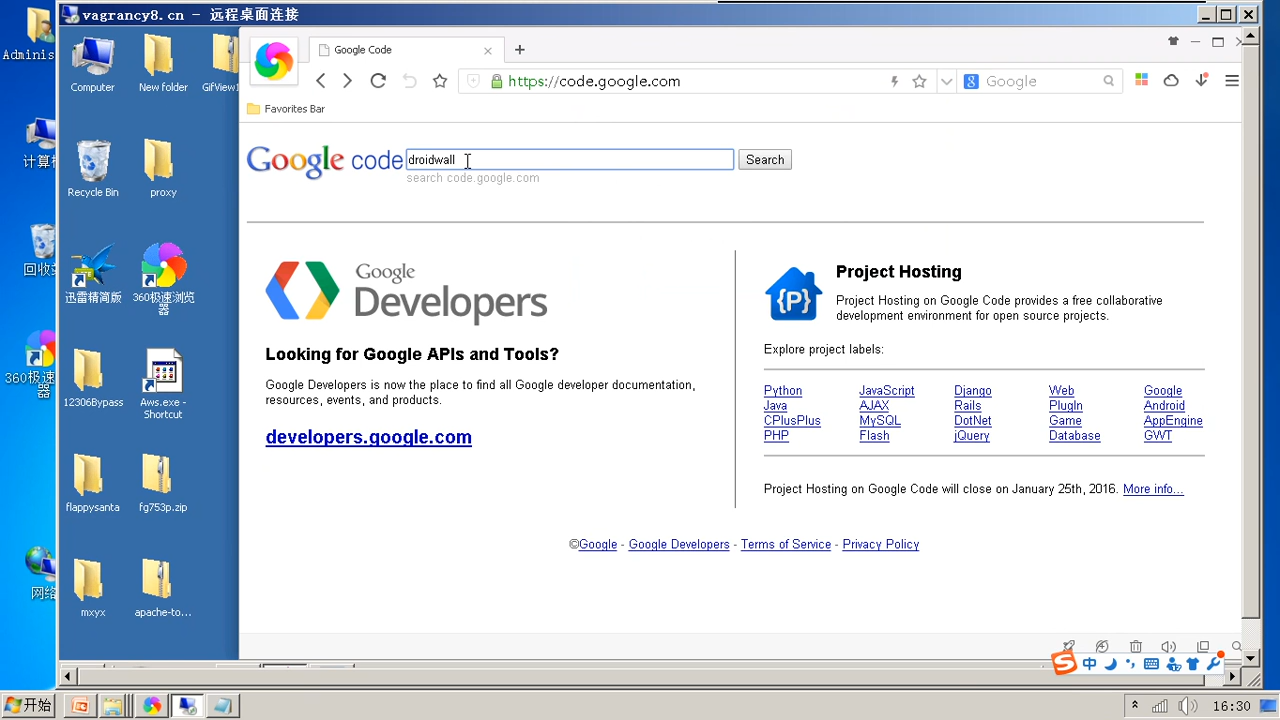 vagrancy8.cn - 远程桌面连接
Adminis
Computer
New folder
GifView1
Google Code
https://code.google.com
Google
Favorites Bar
Google code
droidwall
Search
search code.google.com
计算机
Recycle Bin
proxy
Google
Developers
Project Hosting
Project Hosting on Google Code provides a free collaborative
development environment for open source projects.
回收站
迅雷精简版
360极速浏览
器
Looking for Google APIs and Tools?
Explore project labels:
Google Developers is now the place to find all Google developer documentation,
resources, events, and products.
Python JavaScript Django Web Google
Java AJAX Rails PlugIn Android
CPlusPlus MySQL DotNet Game AppEngine
PHP Flash jQuery Database GWT
360极速
器
12306Bypass
Aws.exe -
Shortcut
developers.google.com
Project Hosting on Google Code will close on January 25th, 2016. More info...
flappysanta
fg753p.zip
©Google - Google Developers - Terms of Service - Privacy Policy
网络
mxyx
apache-to...
中
开始
16:30